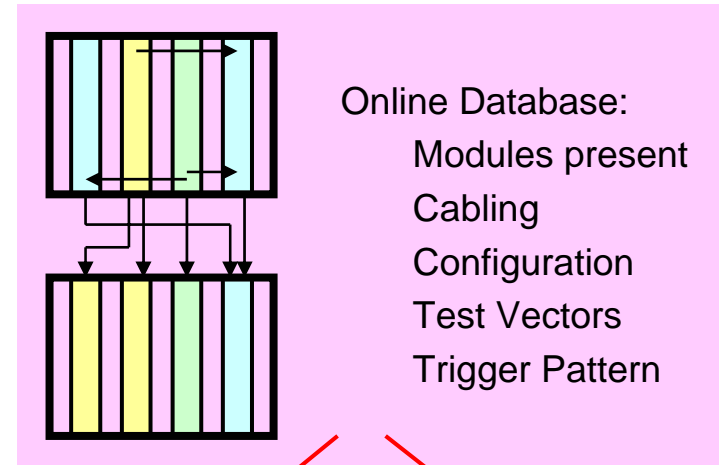 Online Database:
Modules present
Cabling
Configuration
Test Vectors
Trigger Pattern